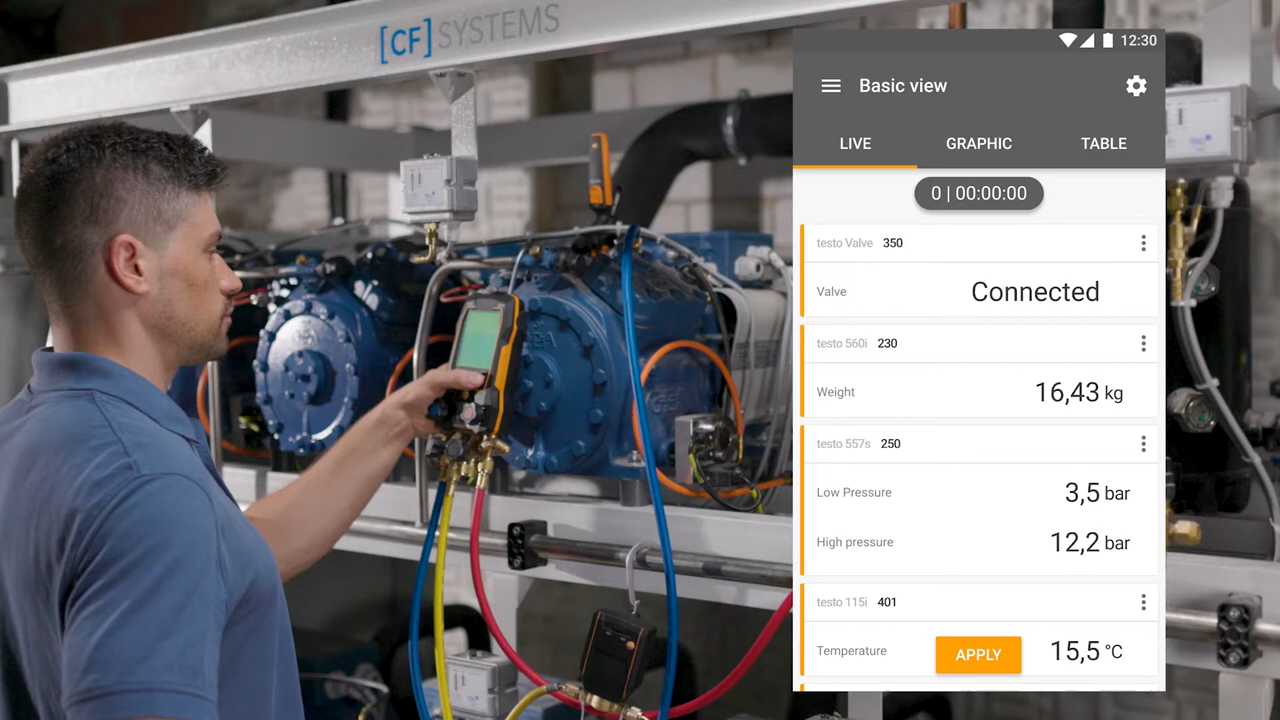 [CF] SYSTEMS
12:30
Basic view
LIVE GRAPHIC TABLE
0 | 00:00:00
testo Valve 350
Valve Connected
testo 560i 230
Weight 16,43 kg
testo 557s 250
Low Pressure 3,5 bar
High pressure 12,2 bar
testo 115i 401
Temperature 15,5 °C
APPLY